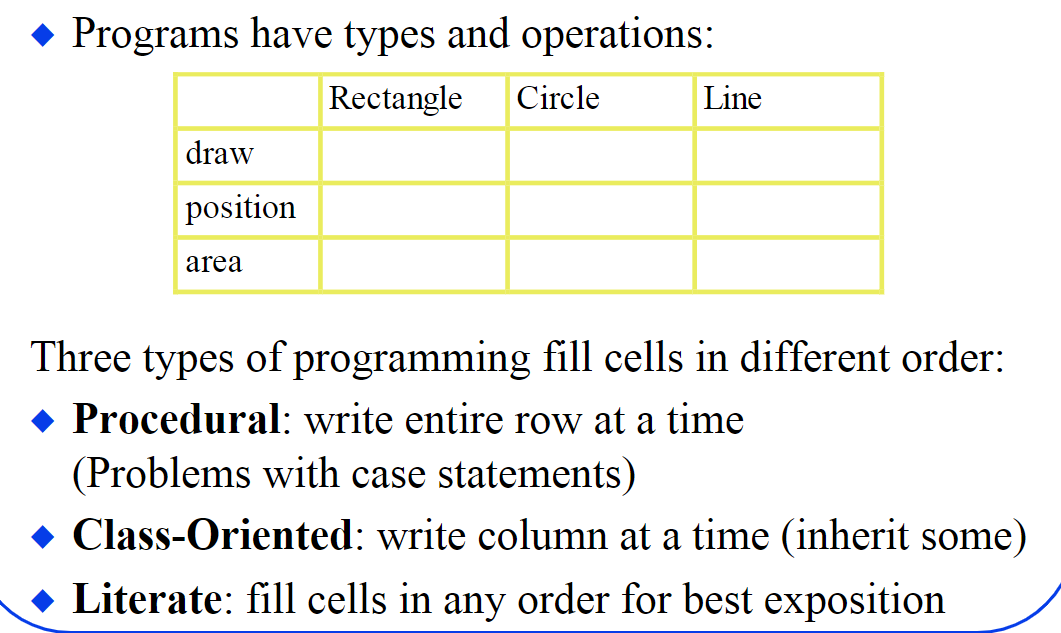 Programs have types and operations:
Rectangle Circle Line
draw
position
area
Three types of programming fill cells in different order:
Procedural: write entire row at a time
(Problems with case statements)
Class-Oriented: write column at a time (inherit some)
Literate: fill cells in any order for best exposition